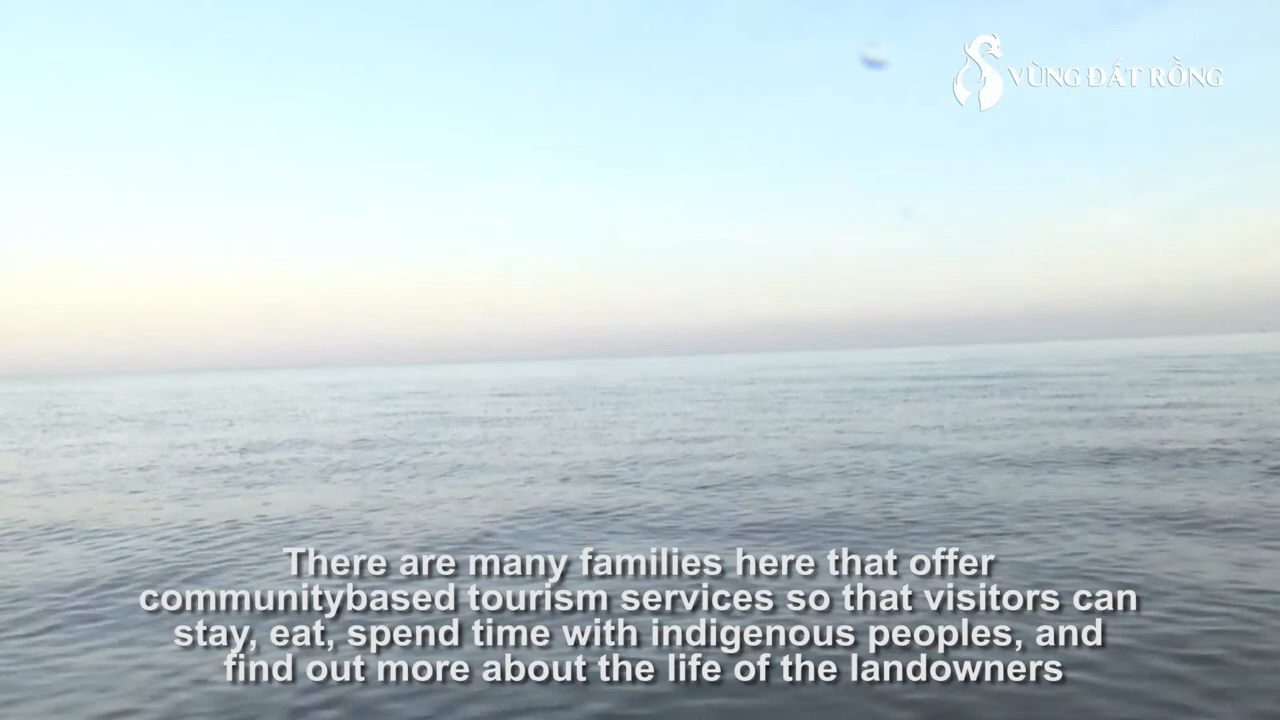 VÙNG ĐẤT RỒNG
There are many families here that offer
communitybased tourism services so that visitors can
stay, eat, spend time with indigenous peoples, and
find out more about the life of the landowners